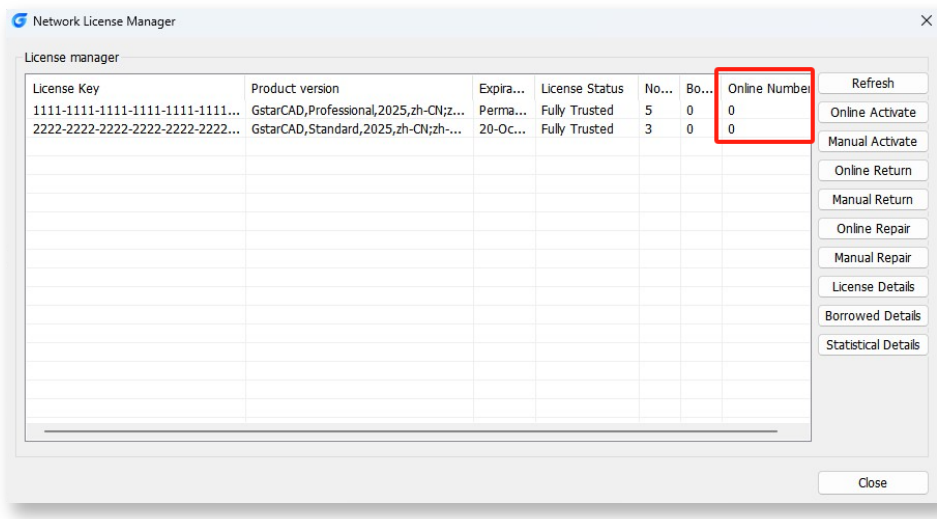 Network License Manager
License manager
License Key Product version Expira... License Status No... Bo... Online Number
1111-1111-1111-1111-1111-1111... GstarCAD,Professional,2025,zh-CN;z... Perma... Fully Trusted 5 0 0
2222-2222-2222-2222-2222-2222... GstarCAD,Standard,2025,zh-CN;zh-... 20-Oc... Fully Trusted 3 0 0
Refresh
Online Activate
Manual Activate
Online Return
Manual Return
Online Repair
Manual Repair
License Details
Borrowed Details
Statistical Details
Close